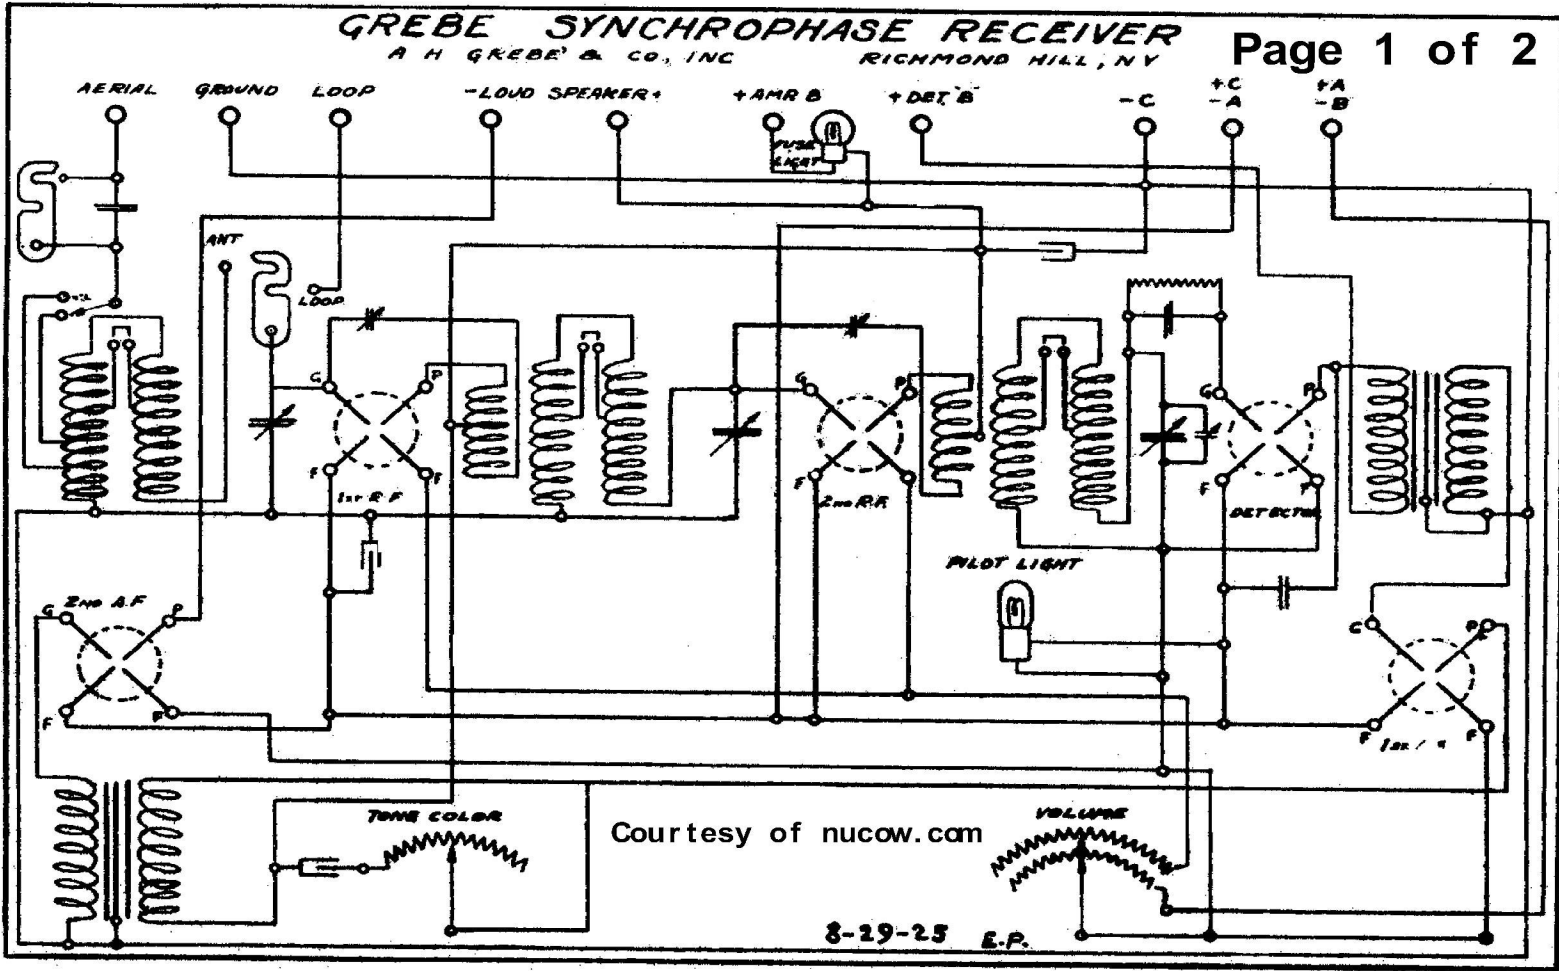 GREBE SYNCHROPHASE RECEIVER
A H GREBE & CO., INC RICHMOND HILL, NY
Page 1 of 2
AERIAL GROUND LOOP -LOUD SPEAKER+ +AMR B +DET."B" -C +C +A
-A -B
FUSE
LIGHT
ANT
LOOP
G P
F F
1ST R.F
G P
F
2ND R.F.
G P
F F
DETECTOR
PILOT LIGHT
G 2ND A.F P
F F
C P
F F
TONE COLOR
VOLUME
Courtesy of nucow.com
8-29-25 E.P.